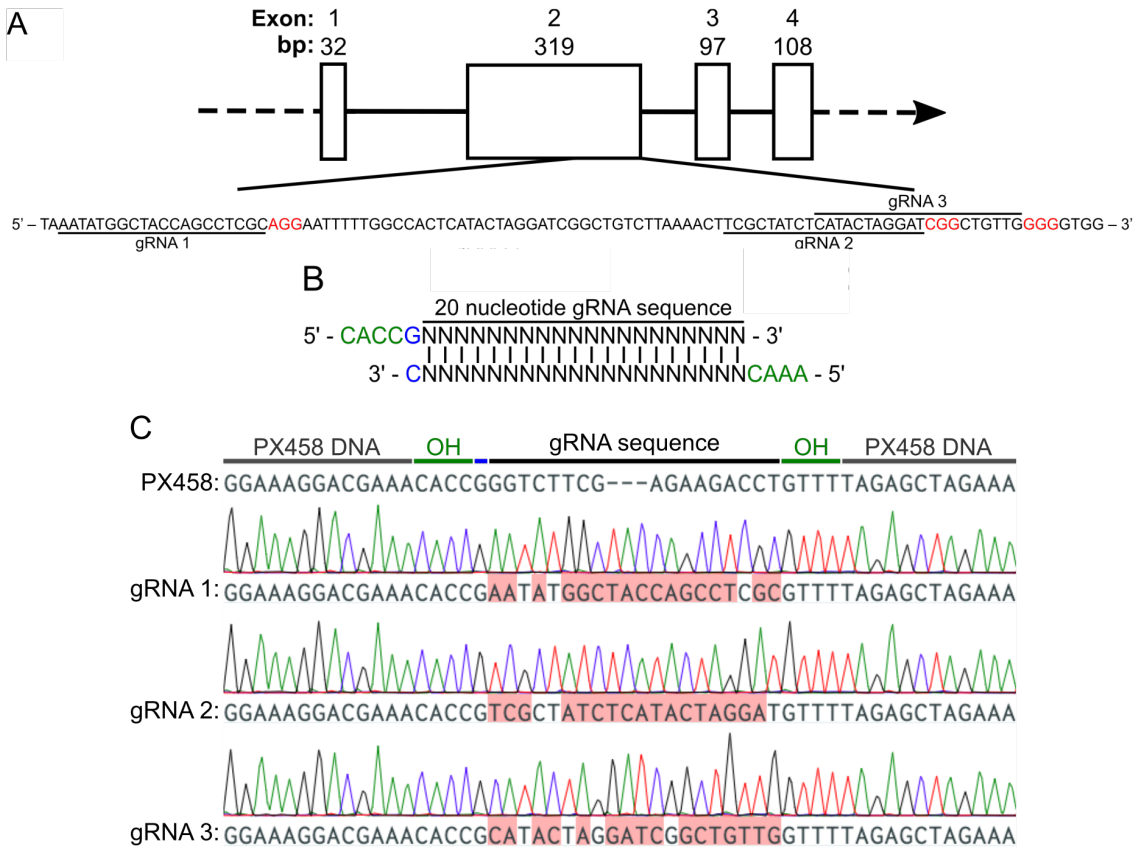 A
Exon: 1 2 3 4
bp: 32 319 97 108
gRNA 3
5' – TAAATATGGCTACCAGCCTCGCAGGAATTTTTGGCCACTCATACTAGGATCGGCTGTCTTAAAACTTCGCTATCTCATACTAGGATCGGCTGTTGGGGGTGG – 3'
gRNA 1 gRNA 2
B
20 nucleotide gRNA sequence
5' - CACCGNNNNNNNNNNNNNNNNNNNN - 3'
3' - CNNNNNNNNNNNNNNNNNNNNCAAA - 5'
C
PX458 DNA OH gRNA sequence OH PX458 DNA
PX458: GGAAAGGACGAAACACCGGGTCTTCG---AGAAGACCTGTTTTAGAGCTAGAAA
gRNA 1: GGAAAGGACGAAACACCGAATATGGCTACCAGCCTCGCGTTTTAGAGCTAGAAA
gRNA 2: GGAAAGGACGAAACACCGTCGCTATCTCATACTAGGATGTTTTAGAGCTAGAAA
gRNA 3: GGAAAGGACGAAACACCGCATACTAGGATCGGCTGTTGGTTTTAGAGCTAGAAA